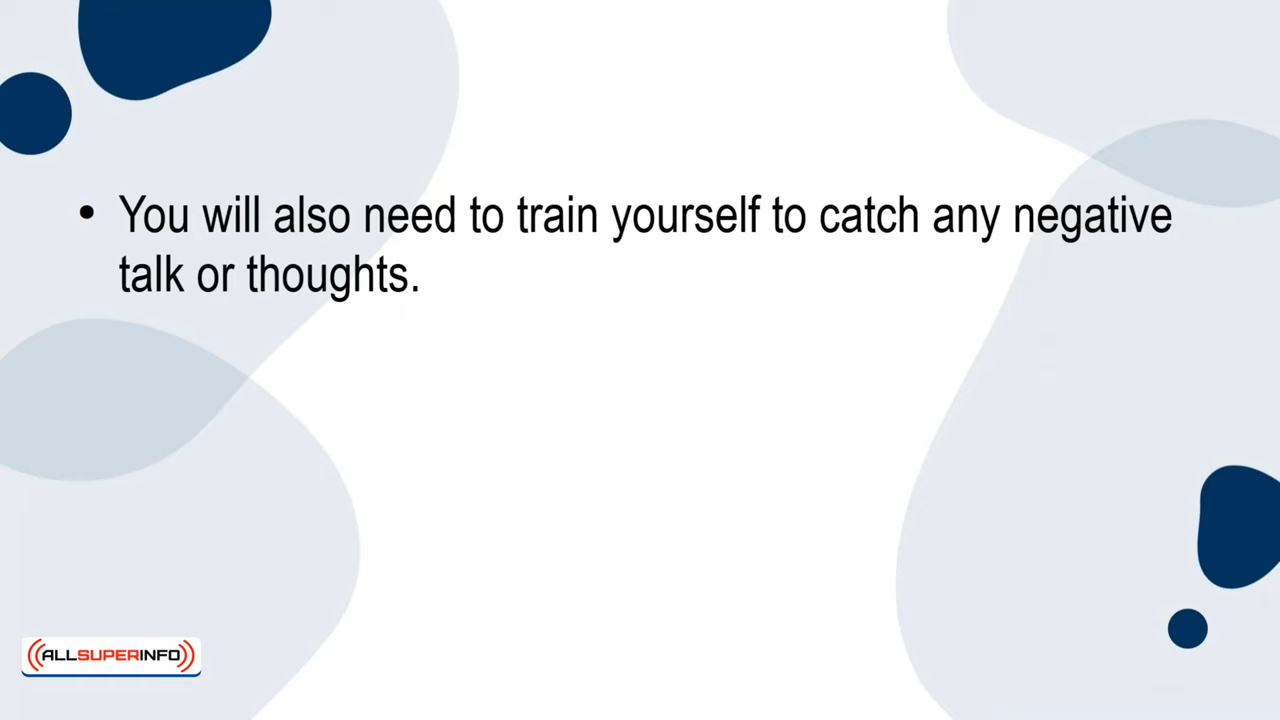 • You will also need to train yourself to catch any negative
talk or thoughts.
((ALLSUPERINFO))